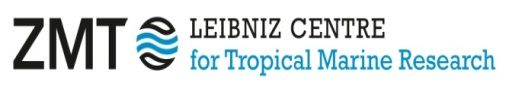 ZMT LEIBNIZ CENTRE
for Tropical Marine Research